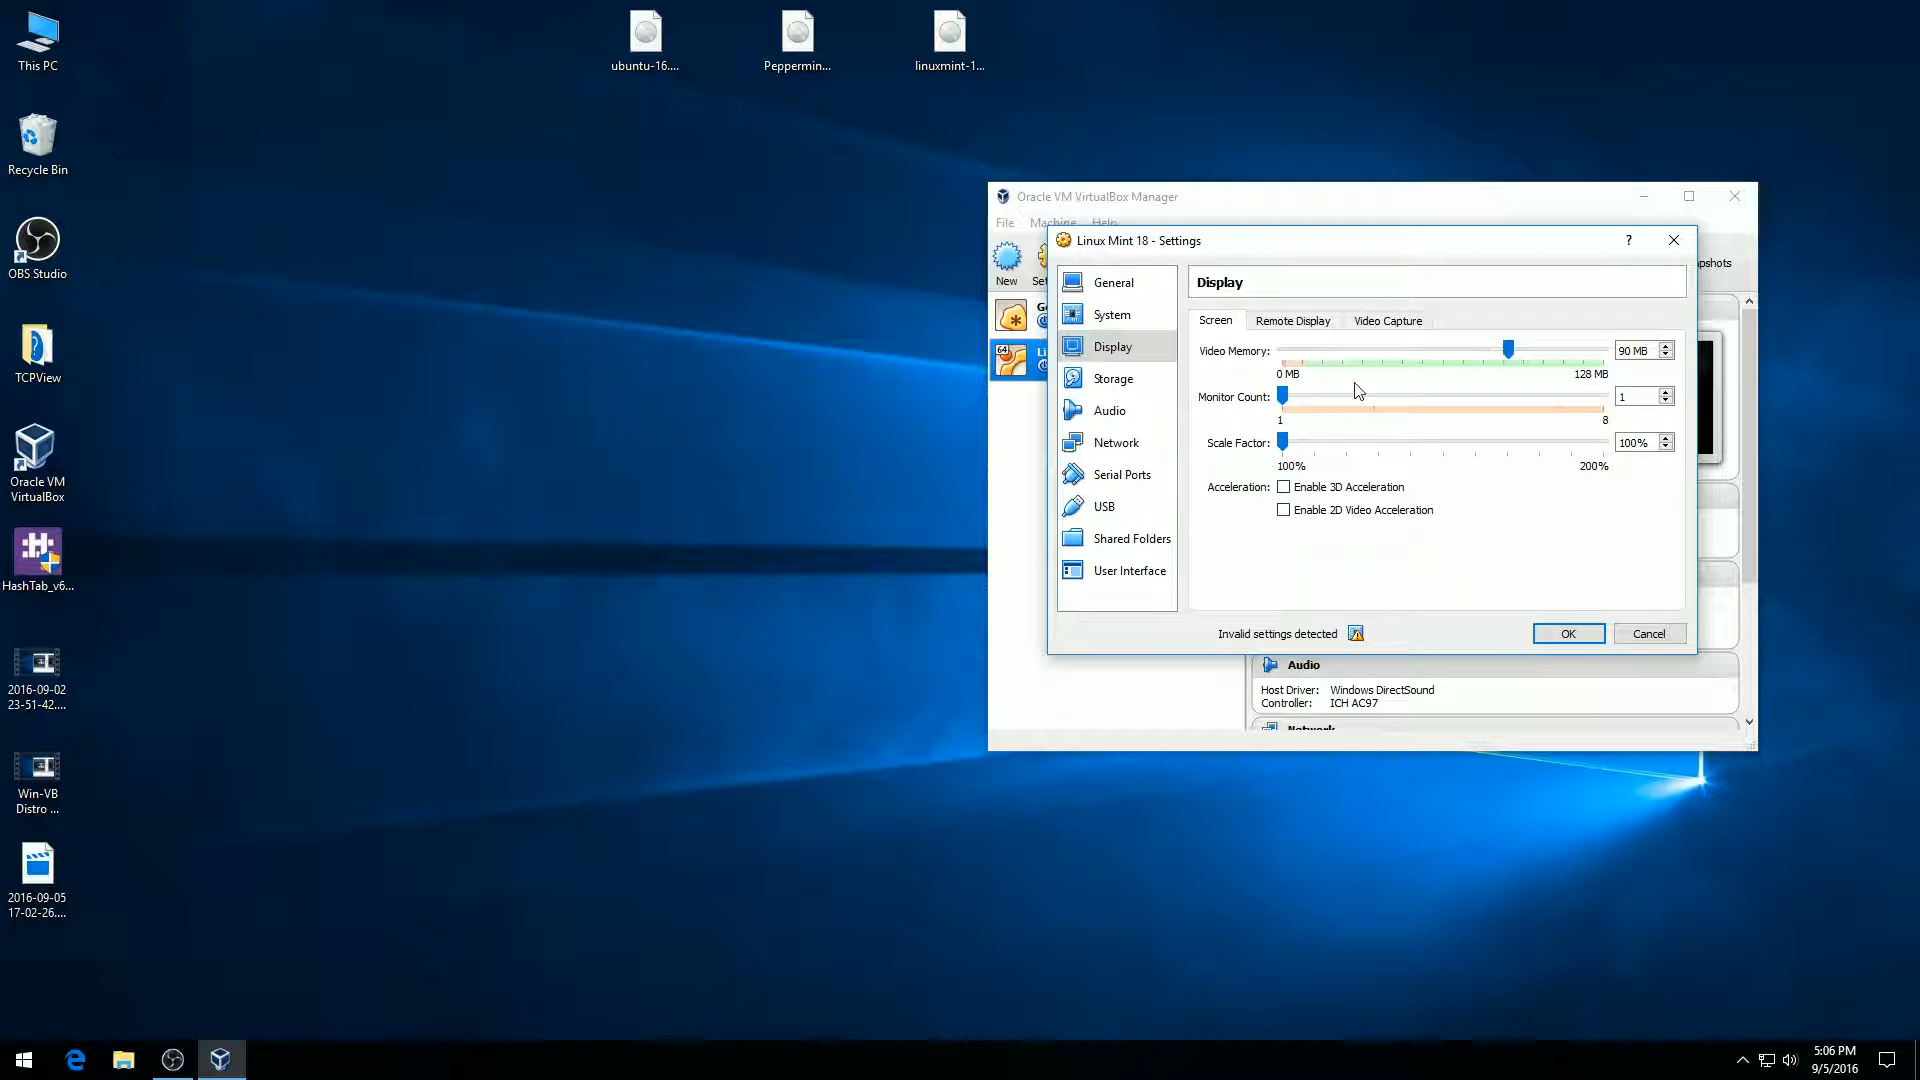 This PC
Recycle Bin
OBS Studio
TCPView
Oracle VM
VirtualBox
HashTab_v6...
2016-09-02
23-51-42....
Win-VB
Distro ...
2016-09-05
17-02-26....
ubuntu-16....
Peppermin...
linuxmint-1...
Oracle VM VirtualBox Manager
File Machine Help
New Set
pshots
64
Linux Mint 18 - Settings
?
General
System
Display
Storage
Audio
Network
Serial Ports
USB
Shared Folders
User Interface
Display
Screen Remote Display Video Capture
Video Memory: 90 MB
0 MB 128 MB
Monitor Count: 1
1 8
Scale Factor: 100%
100% 200%
Acceleration: Enable 3D Acceleration
Enable 2D Video Acceleration
Invalid settings detected OK Cancel
Audio
Host Driver: Windows DirectSound
Controller: ICH AC97
Network
5:06 PM
9/5/2016